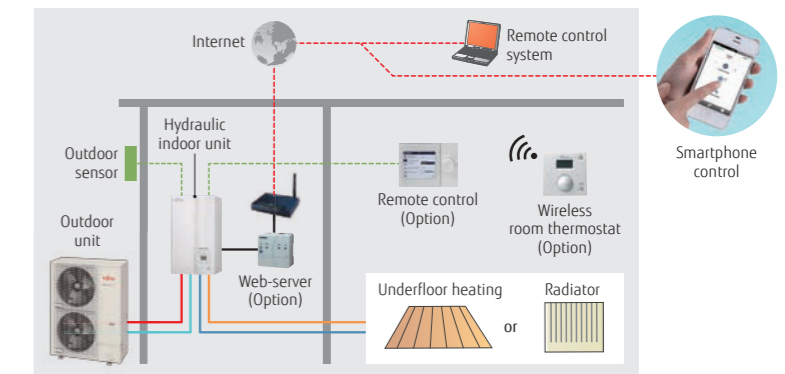 Internet
Remote control
system
Hydraulic
indoor unit
Outdoor
sensor
Smartphone
control
Remote control
(Option)
Wireless
room thermostat
(Option)
Outdoor
unit
Web-server
(Option)
Underfloor heating
Radiator
or